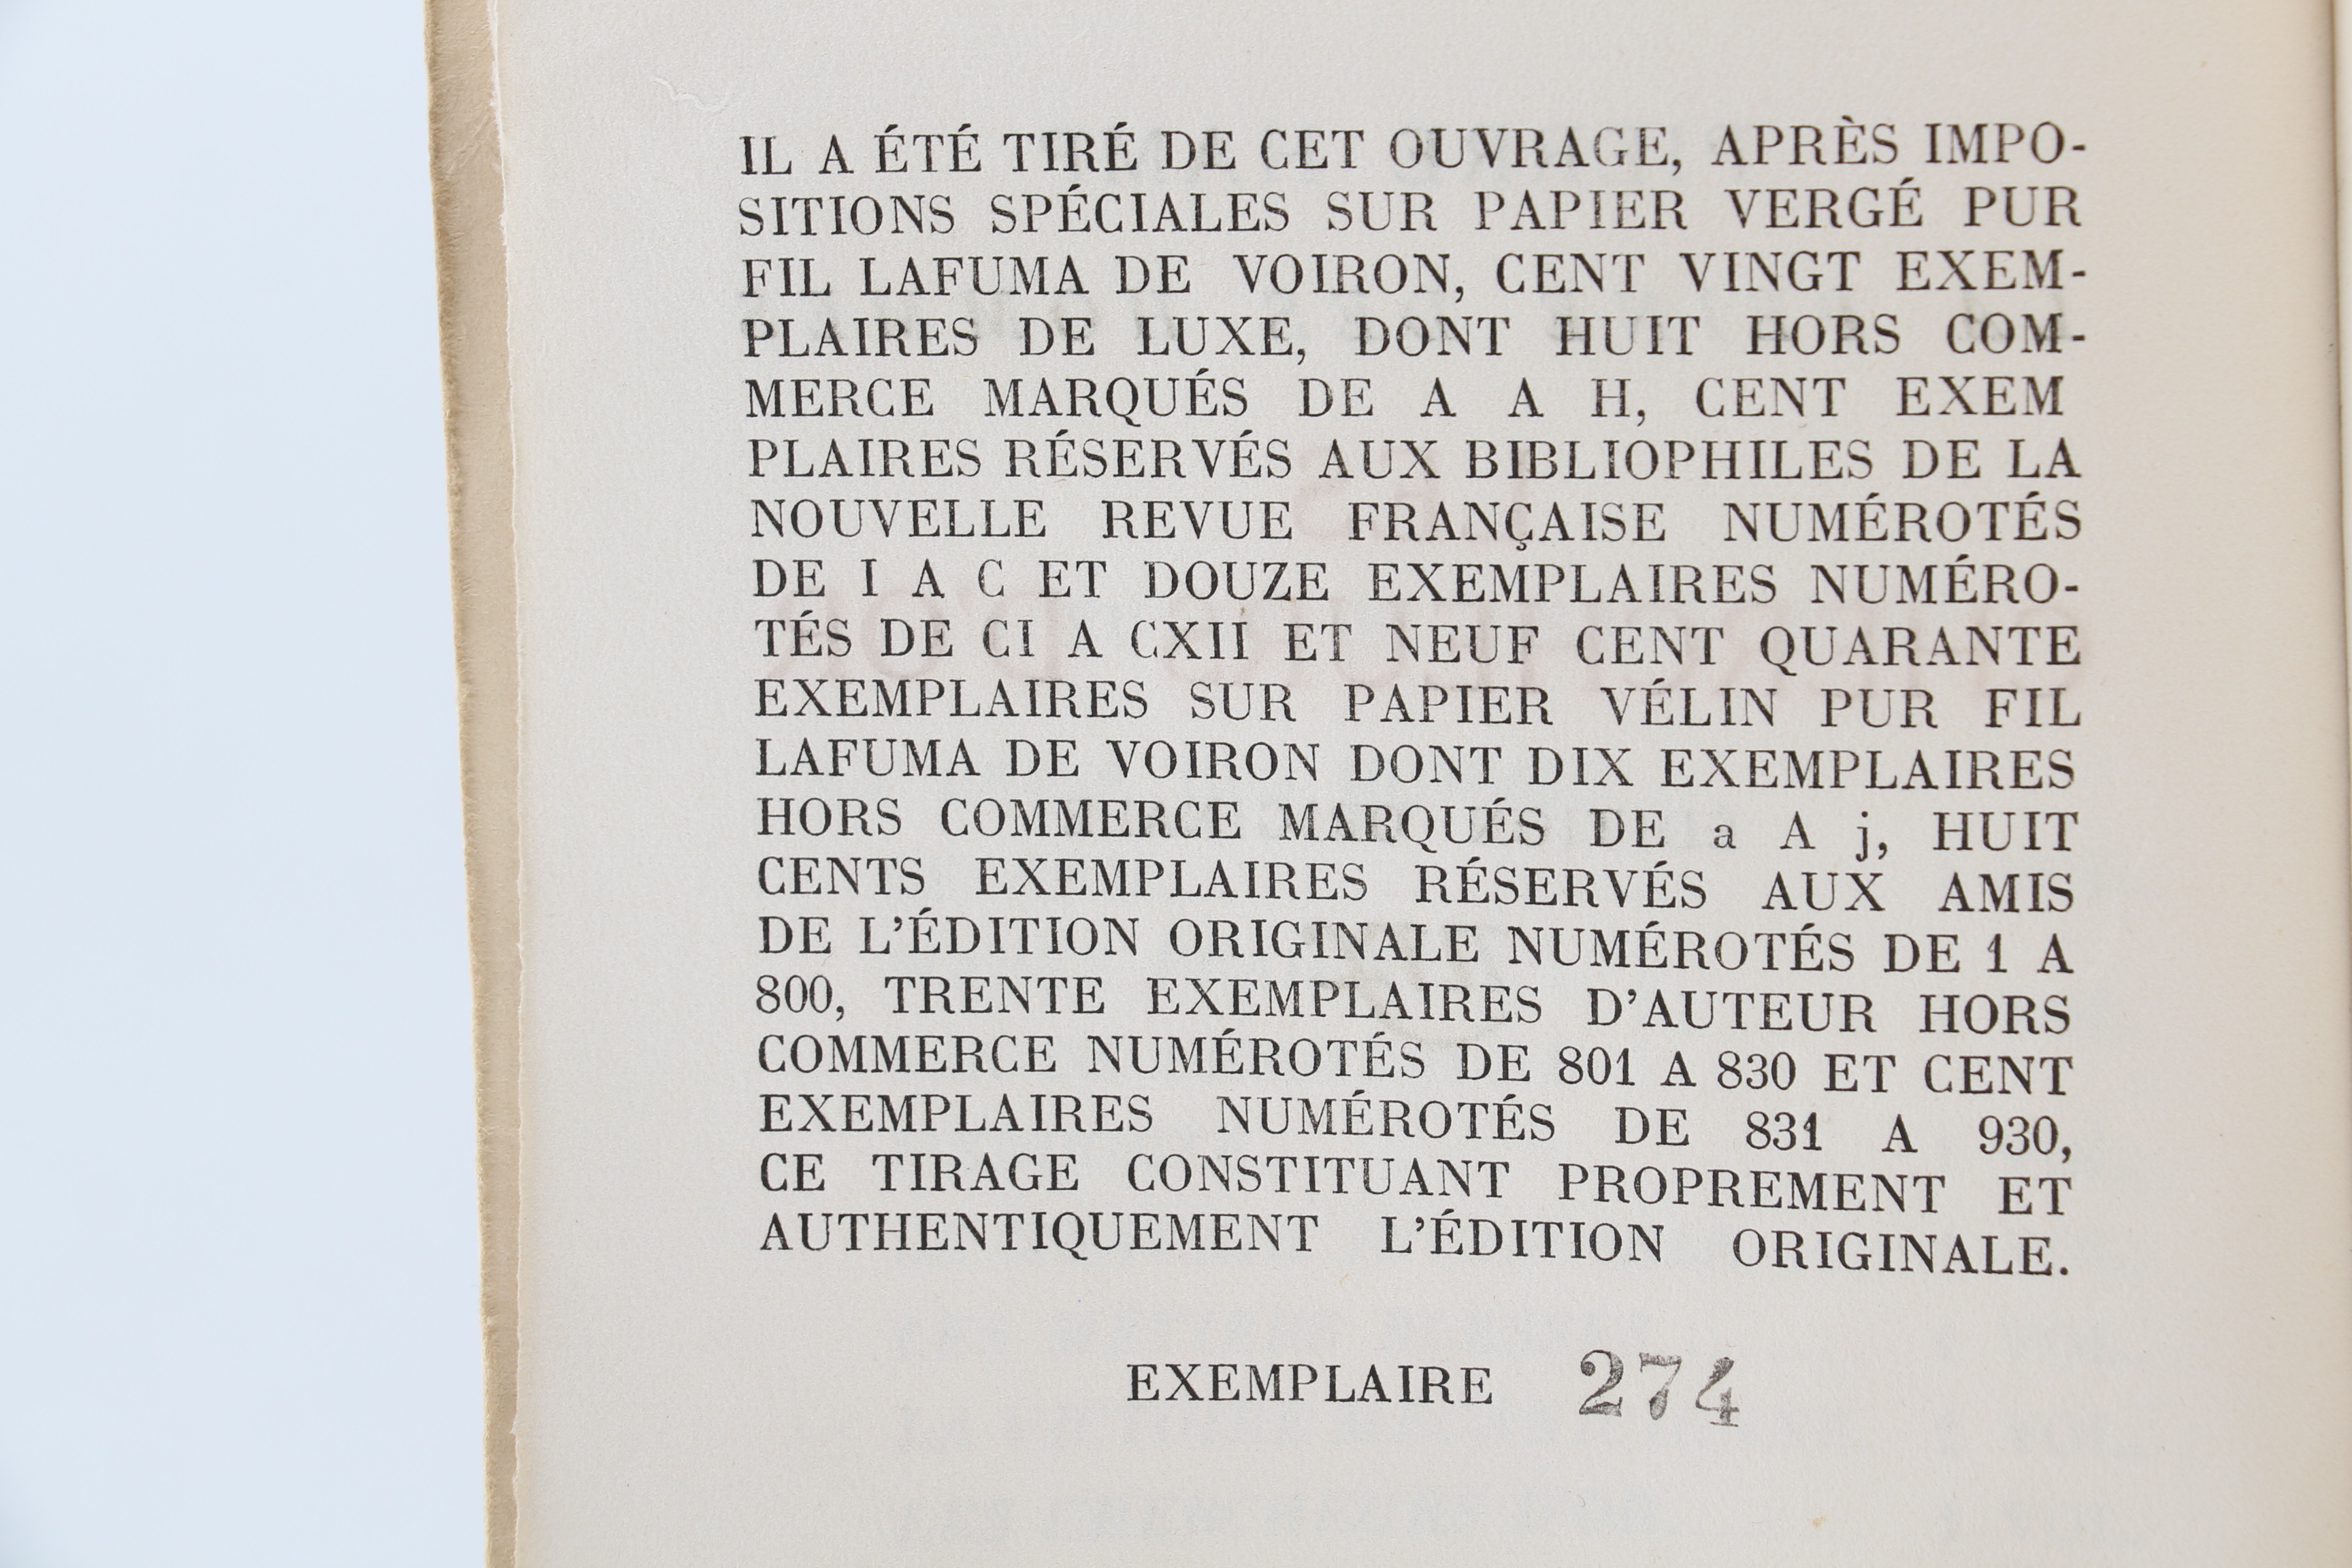 IL A ÉTÉ TIRÉ DE CET OUVRAGE, APRÈS IMPO-
SITIONS SPÉCIALES SUR PAPIER VERGÉ PUR
FIL LAFUMA DE VOIRON, CENT VINGT EXEM-
PLAIRES DE LUXE, DONT HUIT HORS COM-
MERCE MARQUÉS DE A A H, CENT EXEM
PLAIRES RÉSERVÉS AUX BIBLIOPHILES DE LA
NOUVELLE REVUE FRANÇAISE NUMÉROTÉS
DE I A C ET DOUZE EXEMPLAIRES NUMÉRO-
TÉS DE CI A CXII ET NEUF CENT QUARANTE
EXEMPLAIRES SUR PAPIER VÉLIN PUR FIL
LAFUMA DE VOIRON DONT DIX EXEMPLAIRES
HORS COMMERCE MARQUÉS DE a A j, HUIT
CENTS EXEMPLAIRES RÉSERVÉS AUX AMIS
DE L'ÉDITION ORIGINALE NUMÉROTÉS DE 1 A
800, TRENTE EXEMPLAIRES D'AUTEUR HORS
COMMERCE NUMÉROTÉS DE 801 A 830 ET CENT
EXEMPLAIRES NUMÉROTÉS DE 831 A 930,
CE TIRAGE CONSTITUANT PROPREMENT ET
AUTHENTIQUEMENT L'ÉDITION ORIGINALE.
EXEMPLAIRE 274